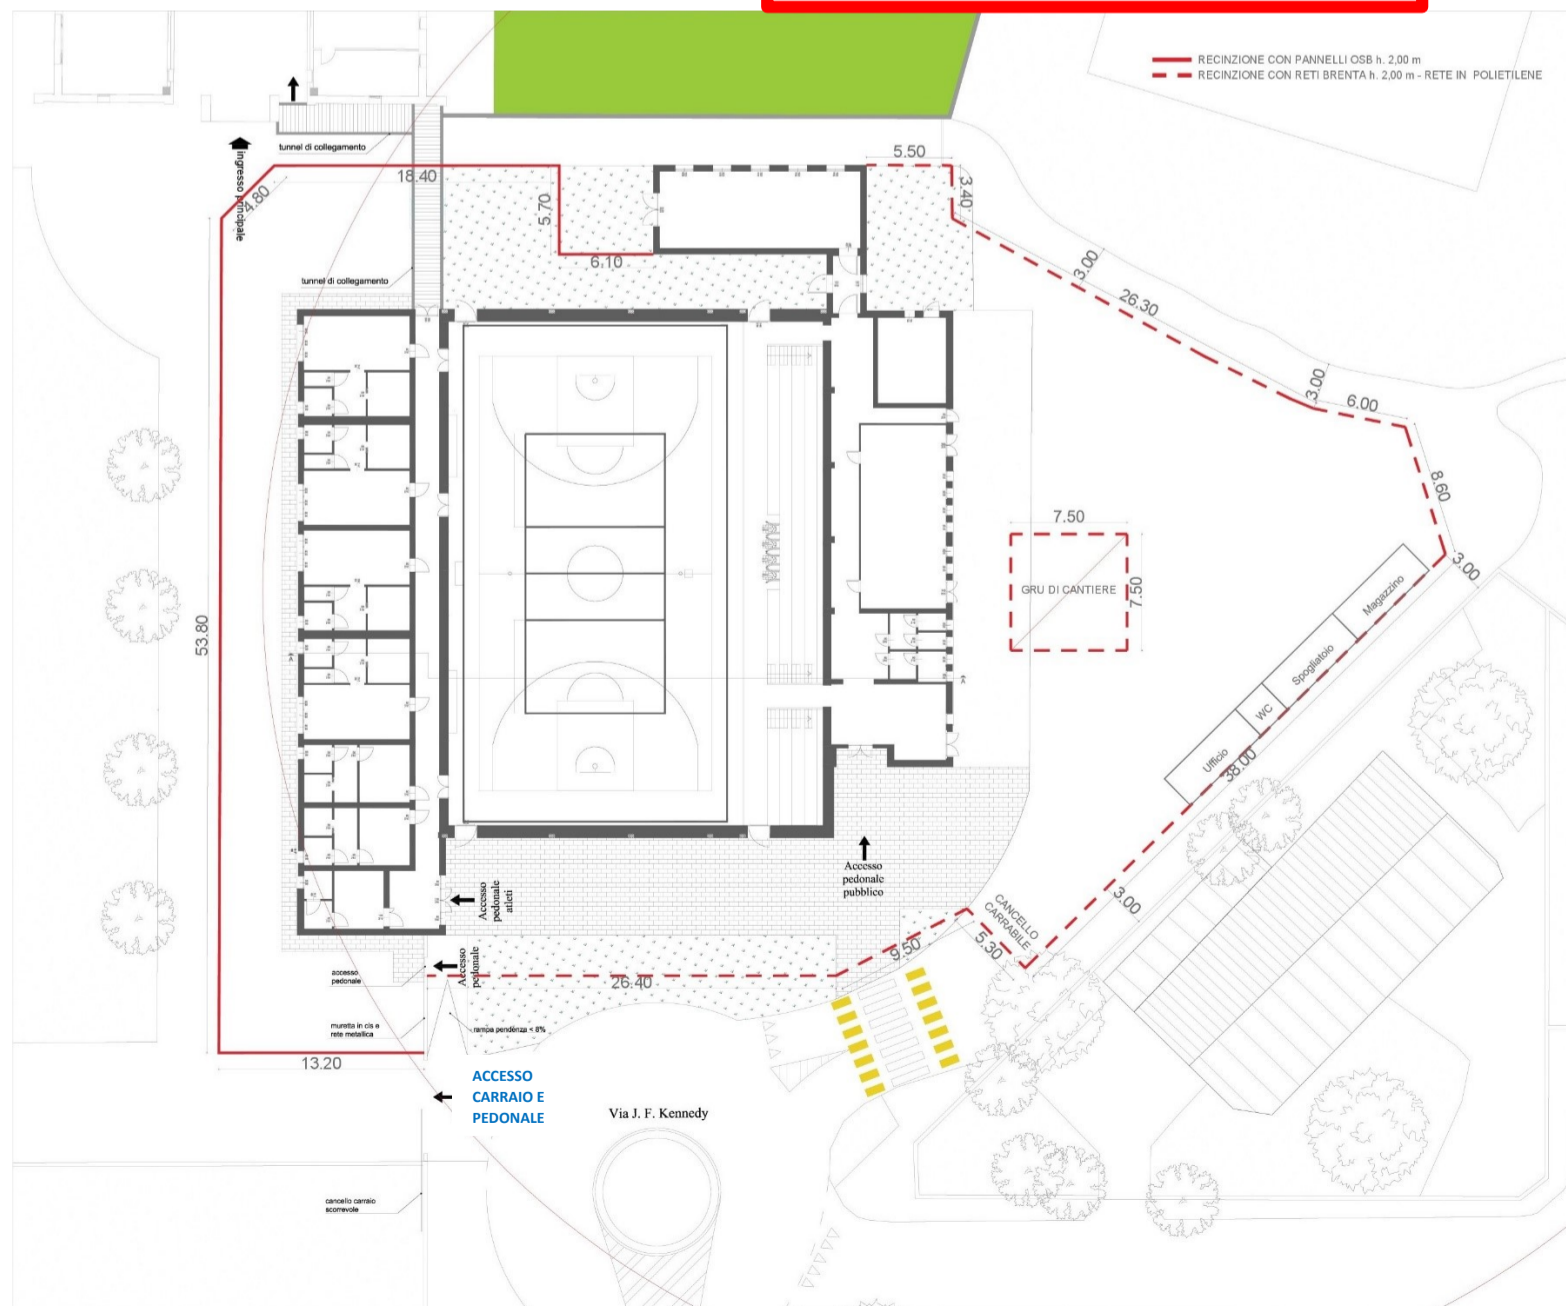 RECINZIONE CON PANNELLI OSB h. 2,00 m
RECINZIONE CON RETI BRENTA h. 2,00 m - RETE IN POLIETILENE
tunnel di collegamento
ingresso principale
4.80
18.40
5.70
6.10
5.50
3.40
tunnel di collegamento
3.00
26.30
3.00
6.00
8.60
3.00
7.50
GRU DI CANTIERE
7.50
Magazzino
Spogliatoio
WC
Ufficio
38.00
53.80
Accesso
pedonale
pubblico
Accesso
pedonale
atleti
3.00
CANCELLO
CARRABILE
5.30
9.50
Accesso
pedonale
accesso
pedonale
26.40
muretta in cls e
rete metallica
rampa pendenza < 8%
13.20
ACCESSO
CARRAIO E
PEDONALE
Via J. F. Kennedy
cancello carraio
scorrevole